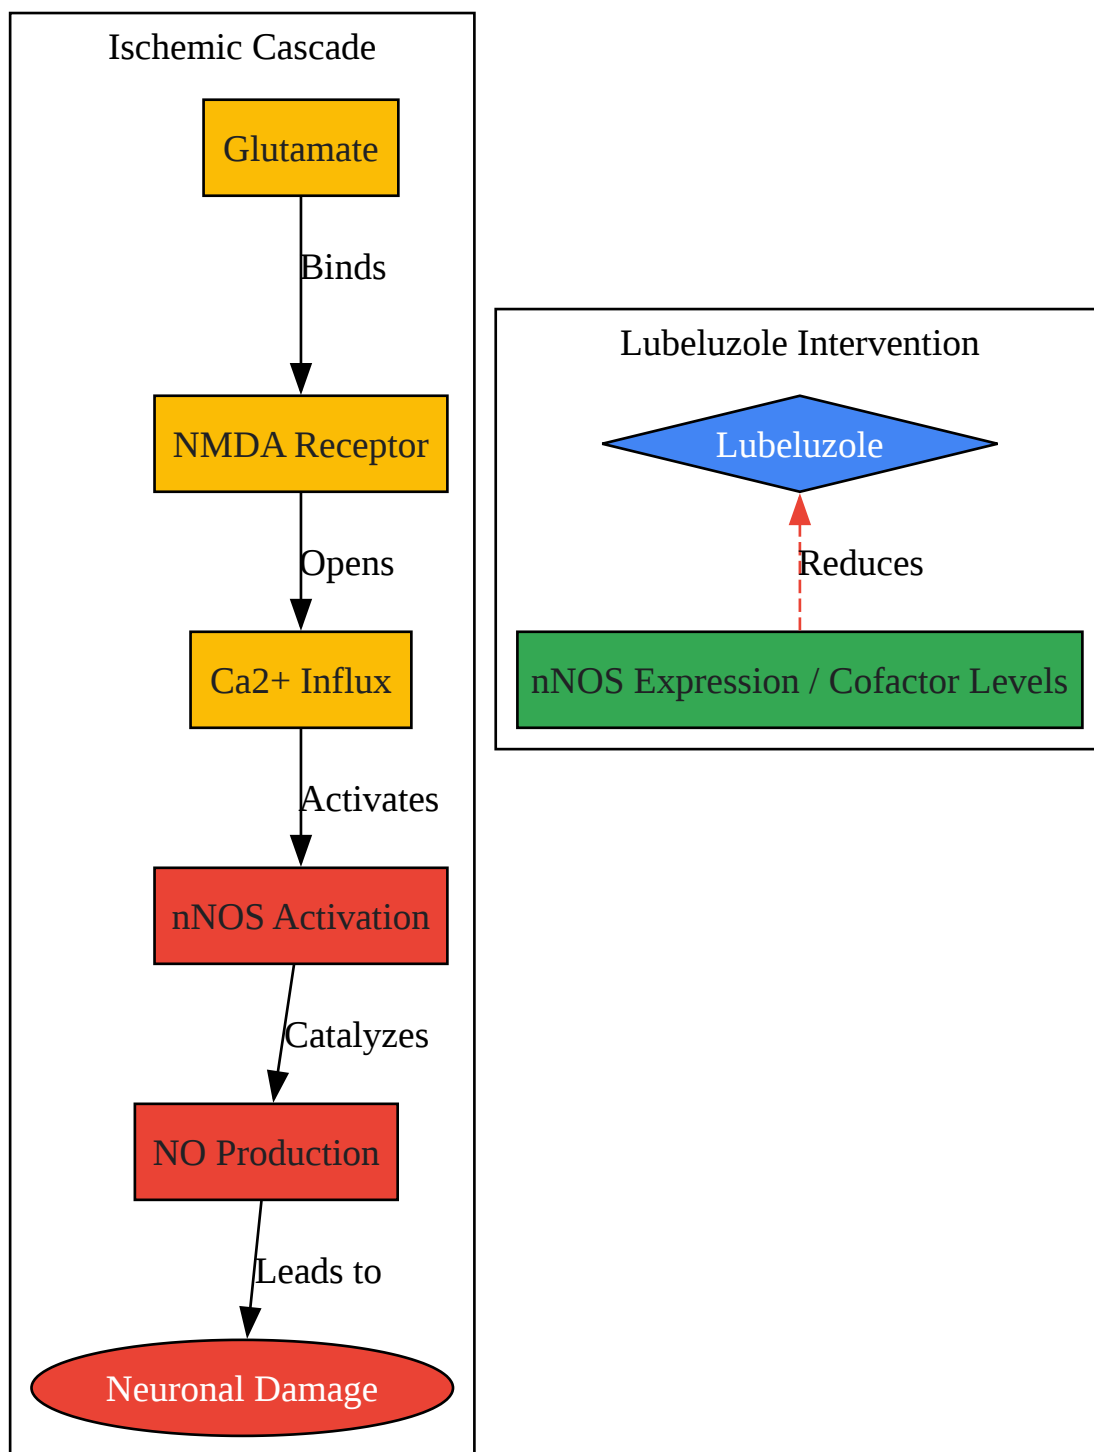 Ischemic Cascade
Glutamate
Binds
NMDA Receptor
Opens
Ca2+ Influx
Activates
nNOS Activation
Catalyzes
NO Production
Leads to
Neuronal Damage
Lubeluzole Intervention
Lubeluzole
Reduces
nNOS Expression / Cofactor Levels